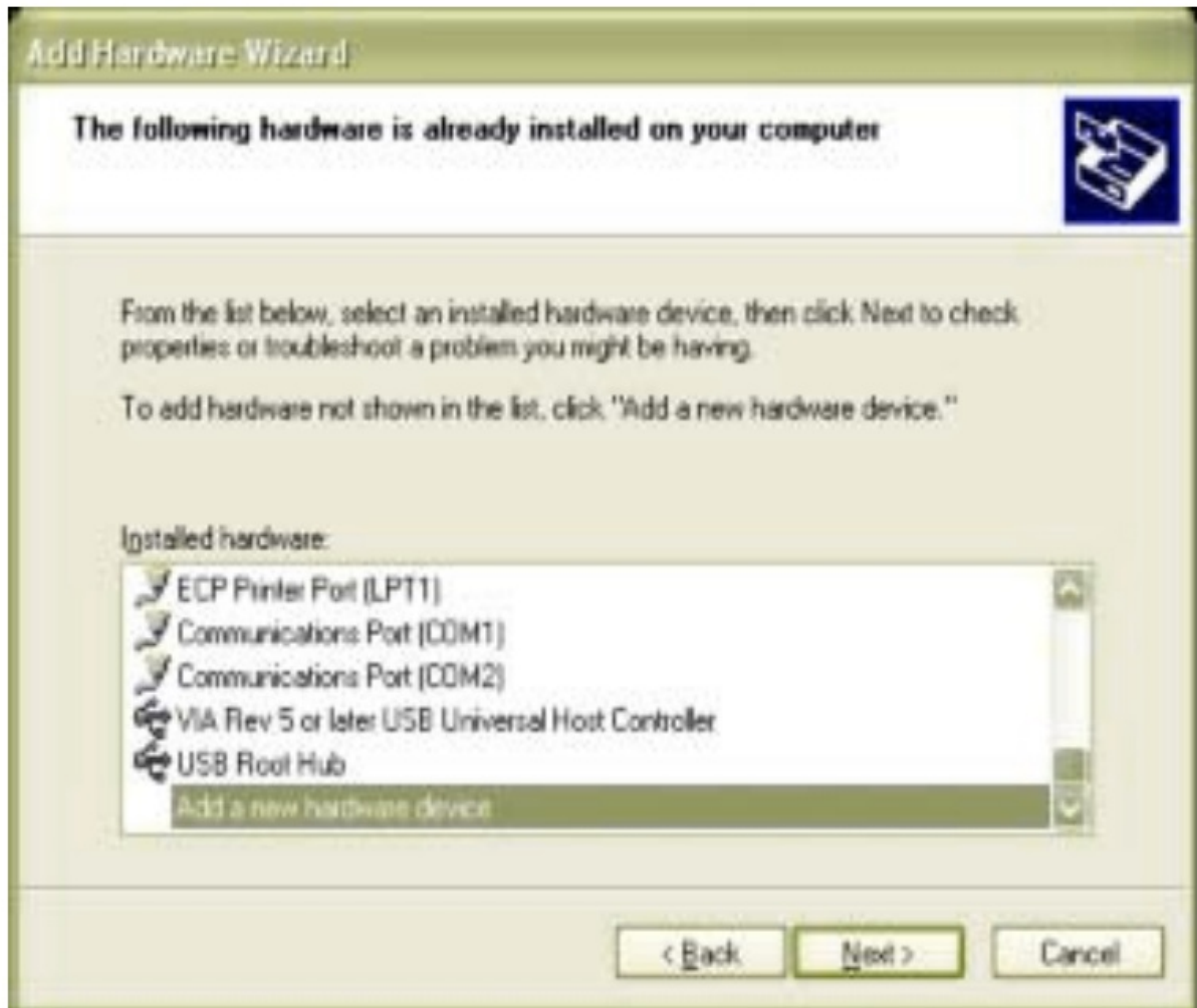 Add Hardware Wizard
The following hardware is already installed on your computer
From the list below, select an installed hardware device, then click Next to check
properties or troubleshoot a problem you might be having.
To add hardware not shown in the list, click "Add a new hardware device."
Installed hardware:
ECP Printer Port (LPT1)
Communications Port (COM1)
Communications Port (COM2)
VIA Rev 5 or later USB Universal Host Controller
USB Root Hub
Add a new hardware device
< Back
Next >
Cancel